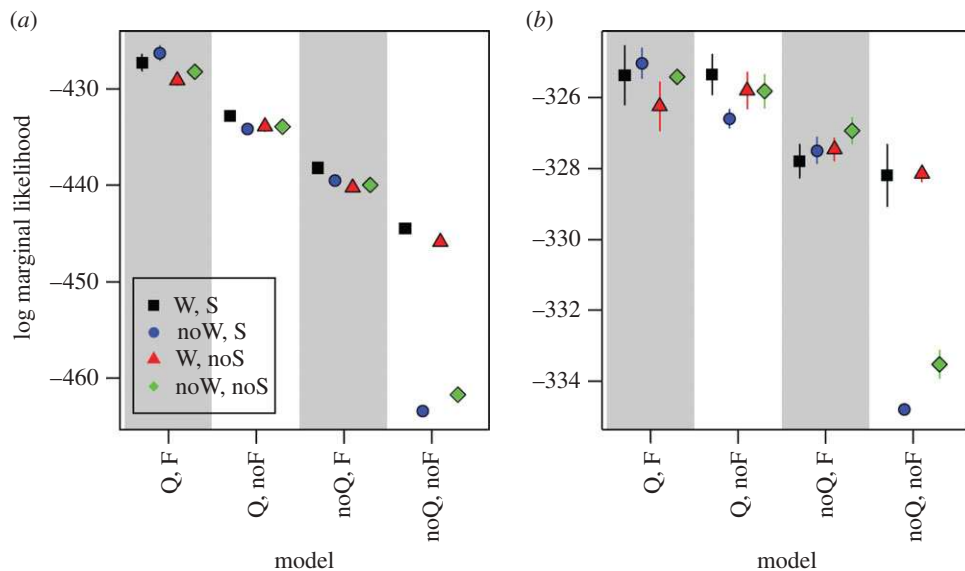 (a)
log marginal likelihood
–430
–440
–450
–460
W, S
noW, S
W, noS
noW, noS
Q, F
Q, noF
noQ, F
noQ, noF
model
(b)
–326
–328
–330
–332
–334
Q, F
Q, noF
noQ, F
noQ, noF
model